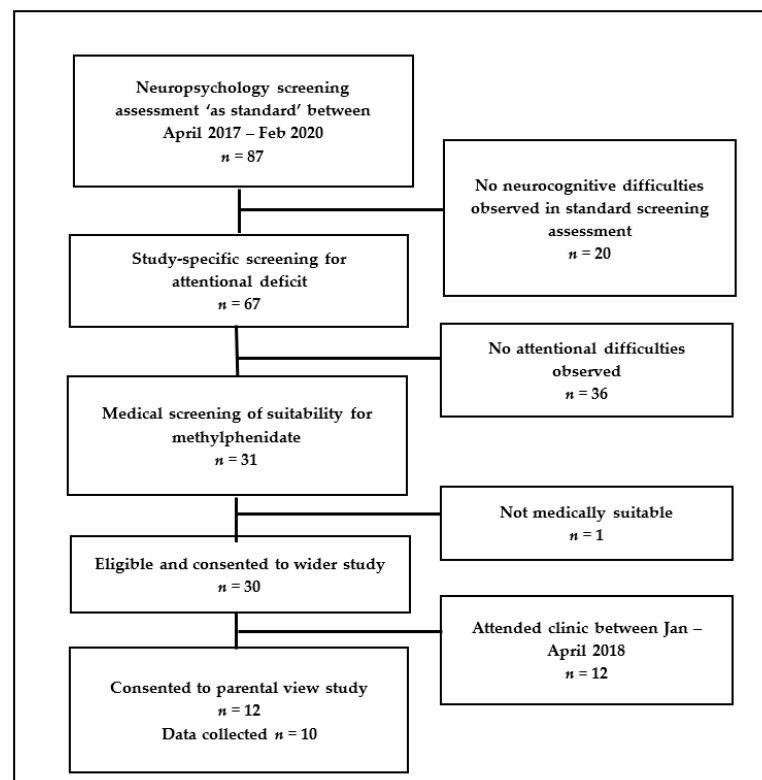 Neuropsychology screening
assessment ‘as standard’ between
April 2017 – Feb 2020
n = 87
No neurocognitive difficulties
observed in standard screening
assessment
n = 20
Study-specific screening for
attentional deficit
n = 67
No attentional difficulties
observed
n = 36
Medical screening of suitability for
methylphenidate
n = 31
Not medically suitable
n = 1
Eligible and consented to wider study
n = 30
Attended clinic between Jan –
April 2018
n = 12
Consented to parental view study
n = 12
Data collected n = 10